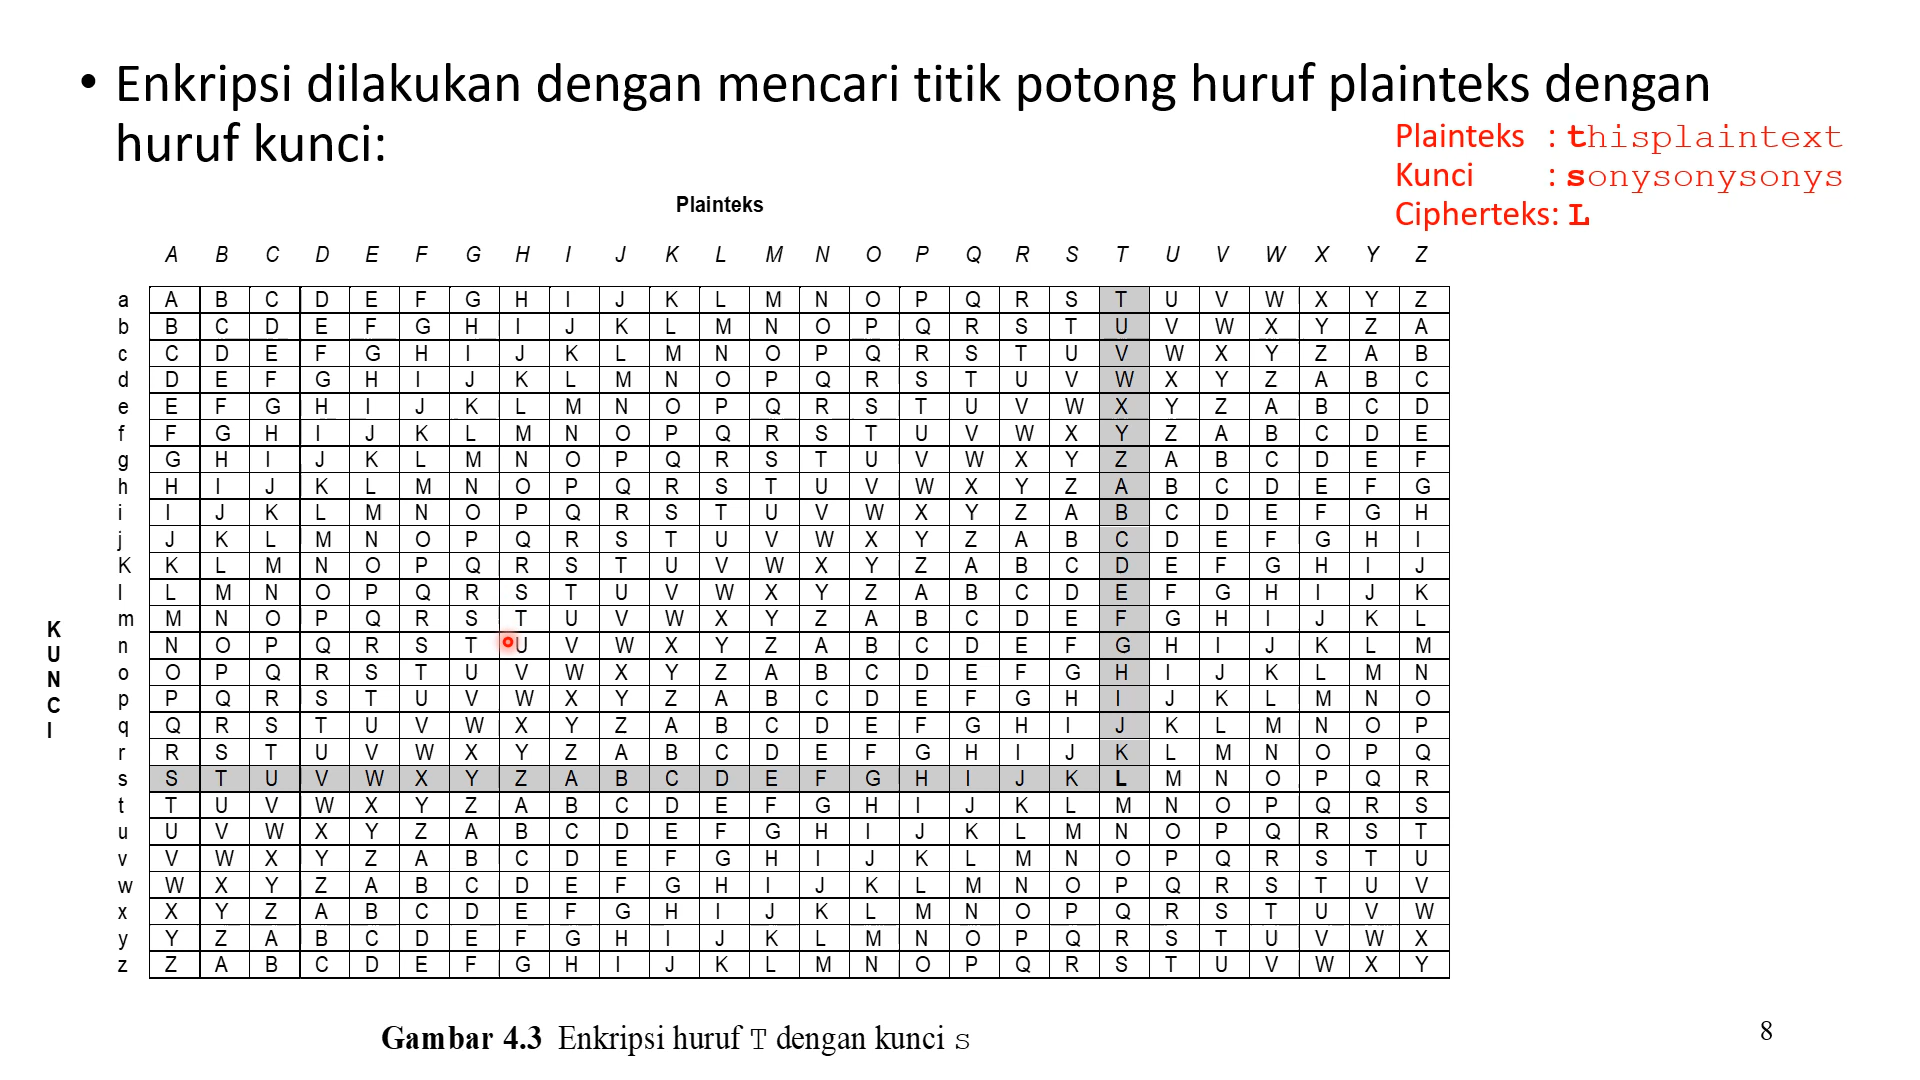 • Enkripsi dilakukan dengan mencari titik potong huruf plainteks dengan
huruf kunci:
Plainteks : thisplaintext
Kunci : sonysonysonys
Cipherteks: L
Plainteks
A B C D E F G H I J K L M N O P Q R S T U V W X Y Z
a A B C D E F G H I J K L M N O P Q R S T U V W X Y Z
b B C D E F G H I J K L M N O P Q R S T U V W X Y Z A
c C D E F G H I J K L M N O P Q R S T U V W X Y Z A B
d D E F G H I J K L M N O P Q R S T U V W X Y Z A B C
e E F G H I J K L M N O P Q R S T U V W X Y Z A B C D
f F G H I J K L M N O P Q R S T U V W X Y Z A B C D E
g G H I J K L M N O P Q R S T U V W X Y Z A B C D E F
h H I J K L M N O P Q R S T U V W X Y Z A B C D E F G
i I J K L M N O P Q R S T U V W X Y Z A B C D E F G H
j J K L M N O P Q R S T U V W X Y Z A B C D E F G H I
K K L M N O P Q R S T U V W X Y Z A B C D E F G H I J
l L M N O P Q R S T U V W X Y Z A B C D E F G H I J K
m M N O P Q R S T U V W X Y Z A B C D E F G H I J K L
n N O P Q R S T U V W X Y Z A B C D E F G H I J K L M
o O P Q R S T U V W X Y Z A B C D E F G H I J K L M N
p P Q R S T U V W X Y Z A B C D E F G H I J K L M N O
q Q R S T U V W X Y Z A B C D E F G H I J K L M N O P
r R S T U V W X Y Z A B C D E F G H I J K L M N O P Q
s S T U V W X Y Z A B C D E F G H I J K L M N O P Q R
t T U V W X Y Z A B C D E F G H I J K L M N O P Q R S
u U V W X Y Z A B C D E F G H I J K L M N O P Q R S T
v V W X Y Z A B C D E F G H I J K L M N O P Q R S T U
w W X Y Z A B C D E F G H I J K L M N O P Q R S T U V
x X Y Z A B C D E F G H I J K L M N O P Q R S T U V W
y Y Z A B C D E F G H I J K L M N O P Q R S T U V W X
z Z A B C D E F G H I J K L M N O P Q R S T U V W X Y
K
U
N
C
I
Gambar 4.3 Enkripsi huruf T dengan kunci s
8